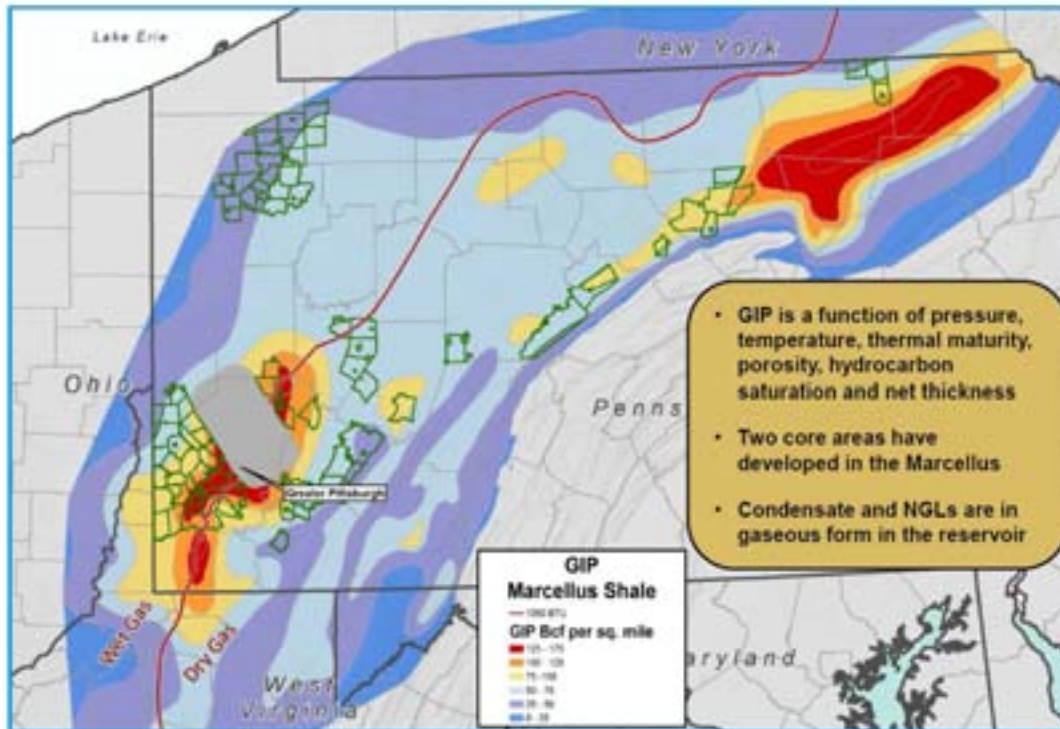 Lake Erie
New York
Ohio
Penns
Greater Pittsburgh
Wet Gas
Dry Gas
West
Virginia
aryland
• GIP is a function of pressure,
temperature, thermal maturity,
porosity, hydrocarbon
saturation and net thickness
• Two core areas have
developed in the Marcellus
• Condensate and NGLs are in
gaseous form in the reservoir
GIP
Marcellus Shale
GIP Bcf per sq. mile